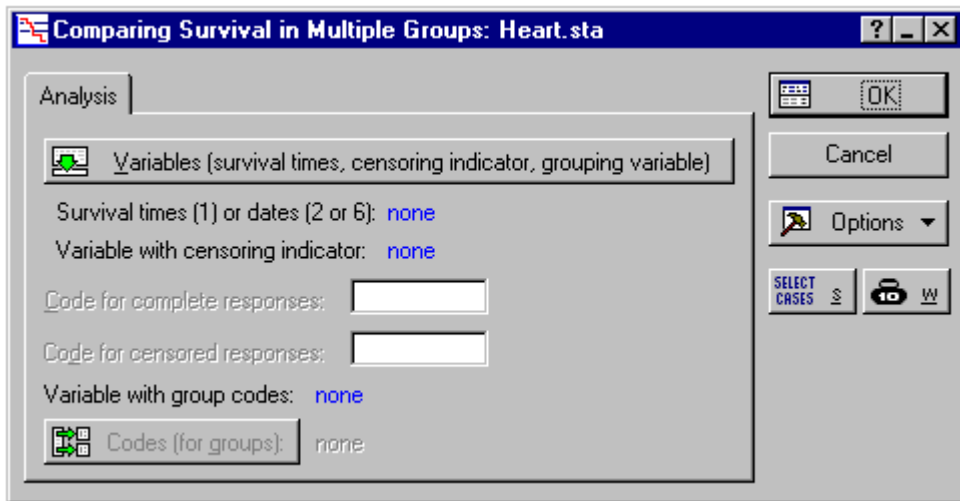 Comparing Survival in Multiple Groups: Heart.sta
Analysis
OK
Variables (survival times, censoring indicator, grouping variable)
Cancel
Survival times (1) or dates (2 or 6): none
Variable with censoring indicator: none
Options
Code for complete responses:
SELECT
CASES S
10 W
Code for censored responses:
Variable with group codes: none
Codes (for groups): none